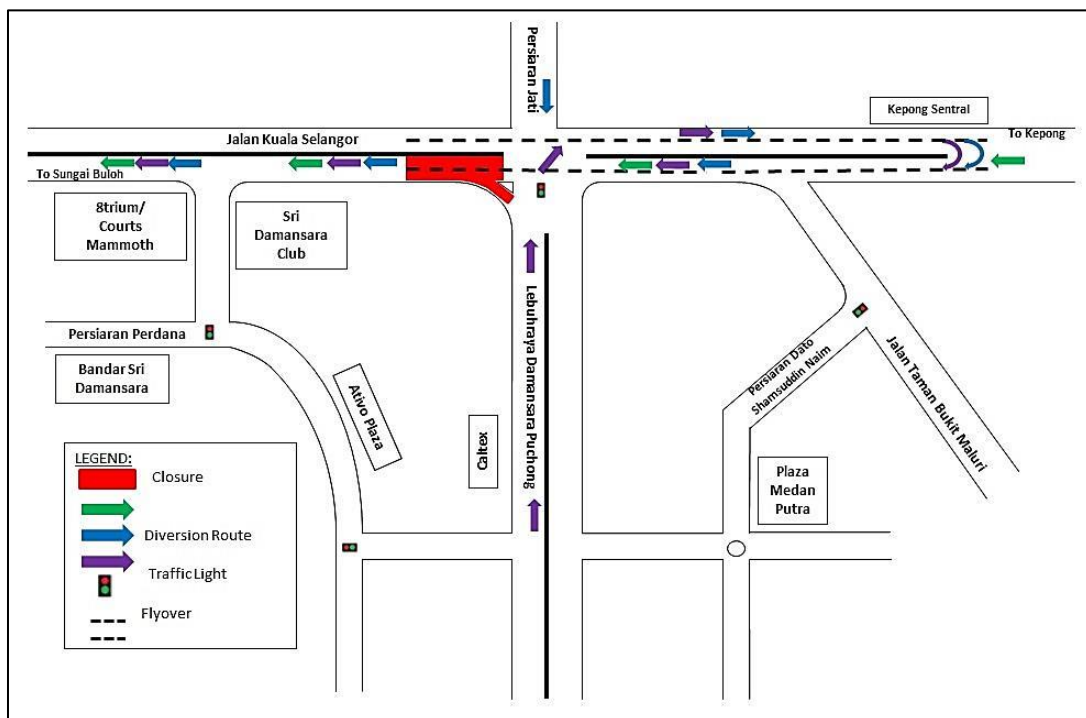 Persiaran Jati
Kepong Sentral
To Kepong
Jalan Kuala Selangor
To Sungai Buloh
8trium/
Courts
Mammoth
Sri
Damansara
Club
Persiaran Perdana
Bandar Sri
Damansara
Ativo Plaza
Caltex
Lebuhraya Damansara Puchong
Persiaran Dato
Shamsuddin Naim
Jalan Taman Bukit Maluri
Plaza
Medan
Putra
LEGEND:
Closure
Diversion Route
Traffic Light
Flyover